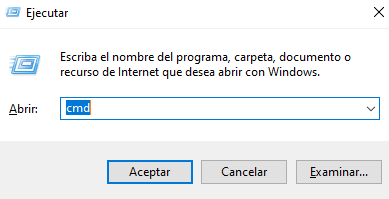 Ejecutar
Escriba el nombre del programa, carpeta, documento o
recurso de Internet que desea abrir con Windows.
Abrir: cmd
Aceptar Cancelar Examinar...